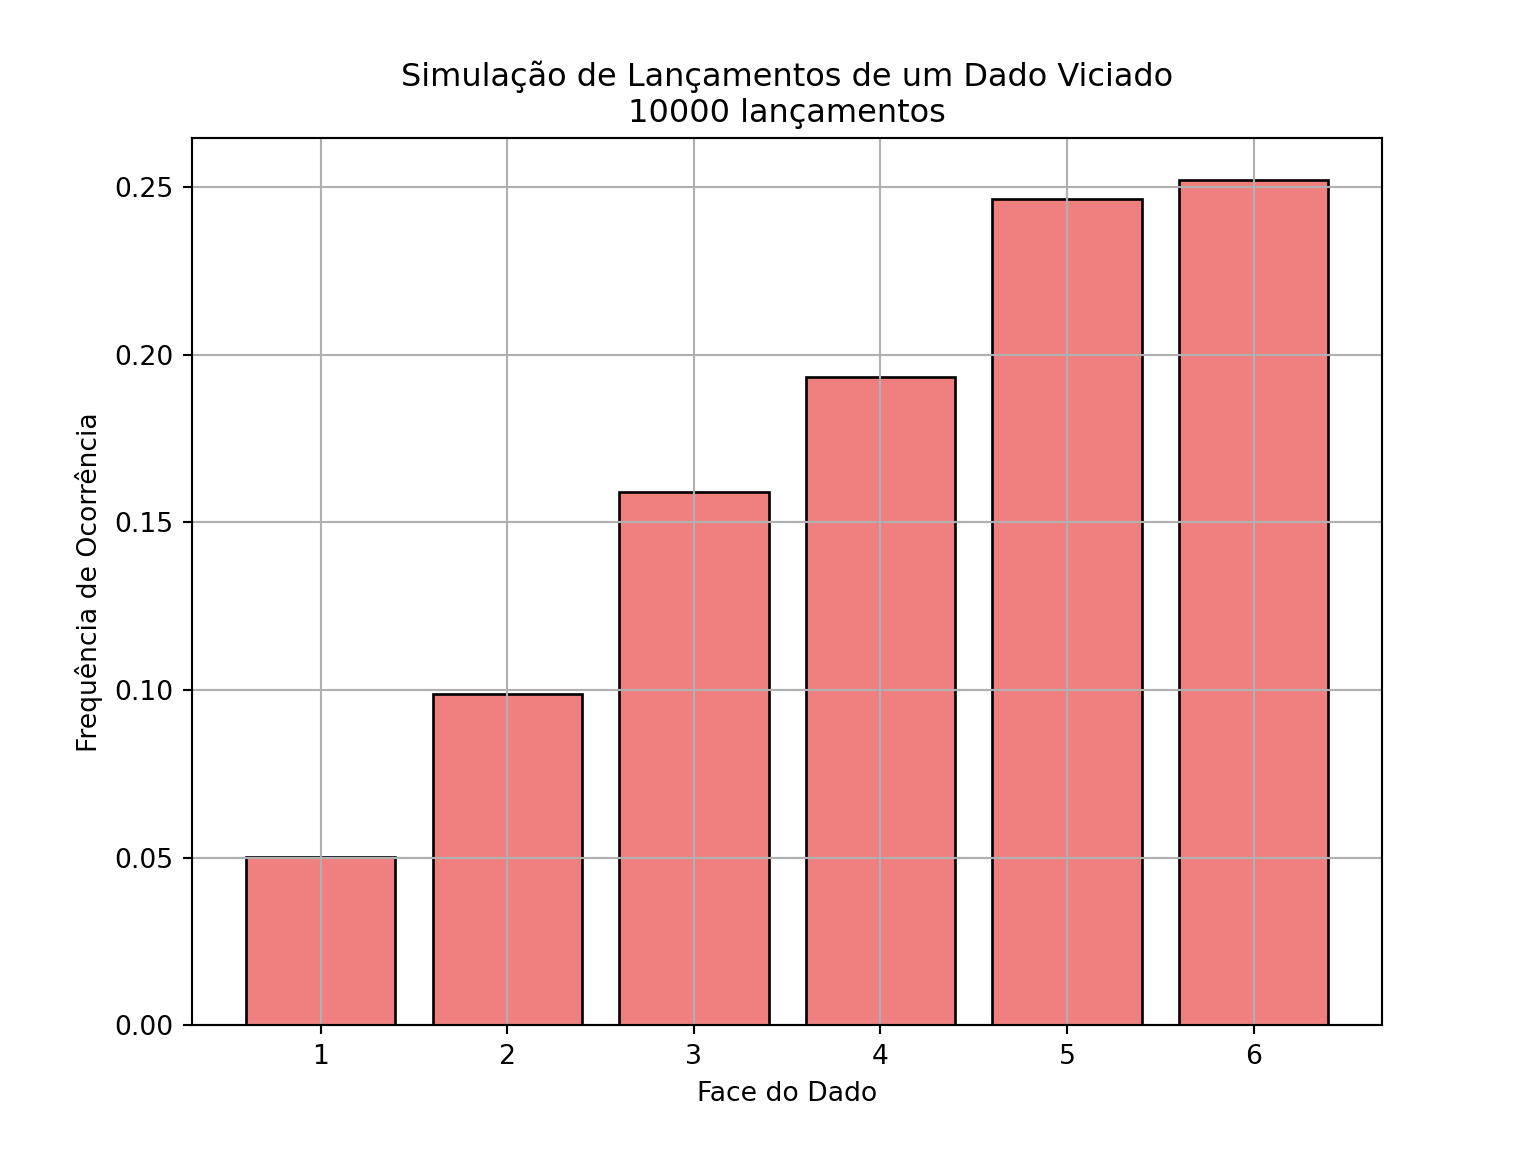 Simulação de Lançamentos de um Dado Viciado
10000 lançamentos
Frequência de Ocorrência
0.25
0.20
0.15
0.10
0.05
0.00
1 2 3 4 5 6
Face do Dado